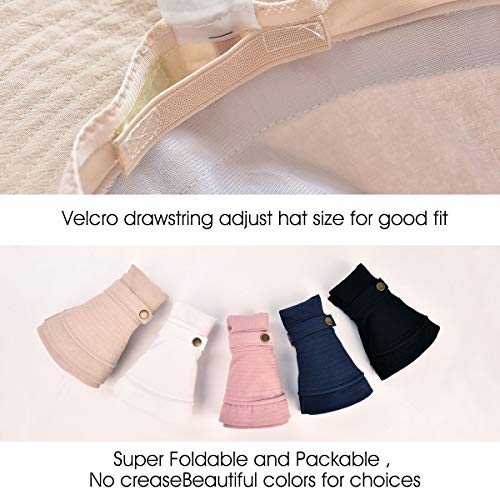 Velcro drawstring adjust hat size for good fit
Super Foldable and Packable ,
No creaseBeautiful colors for choices